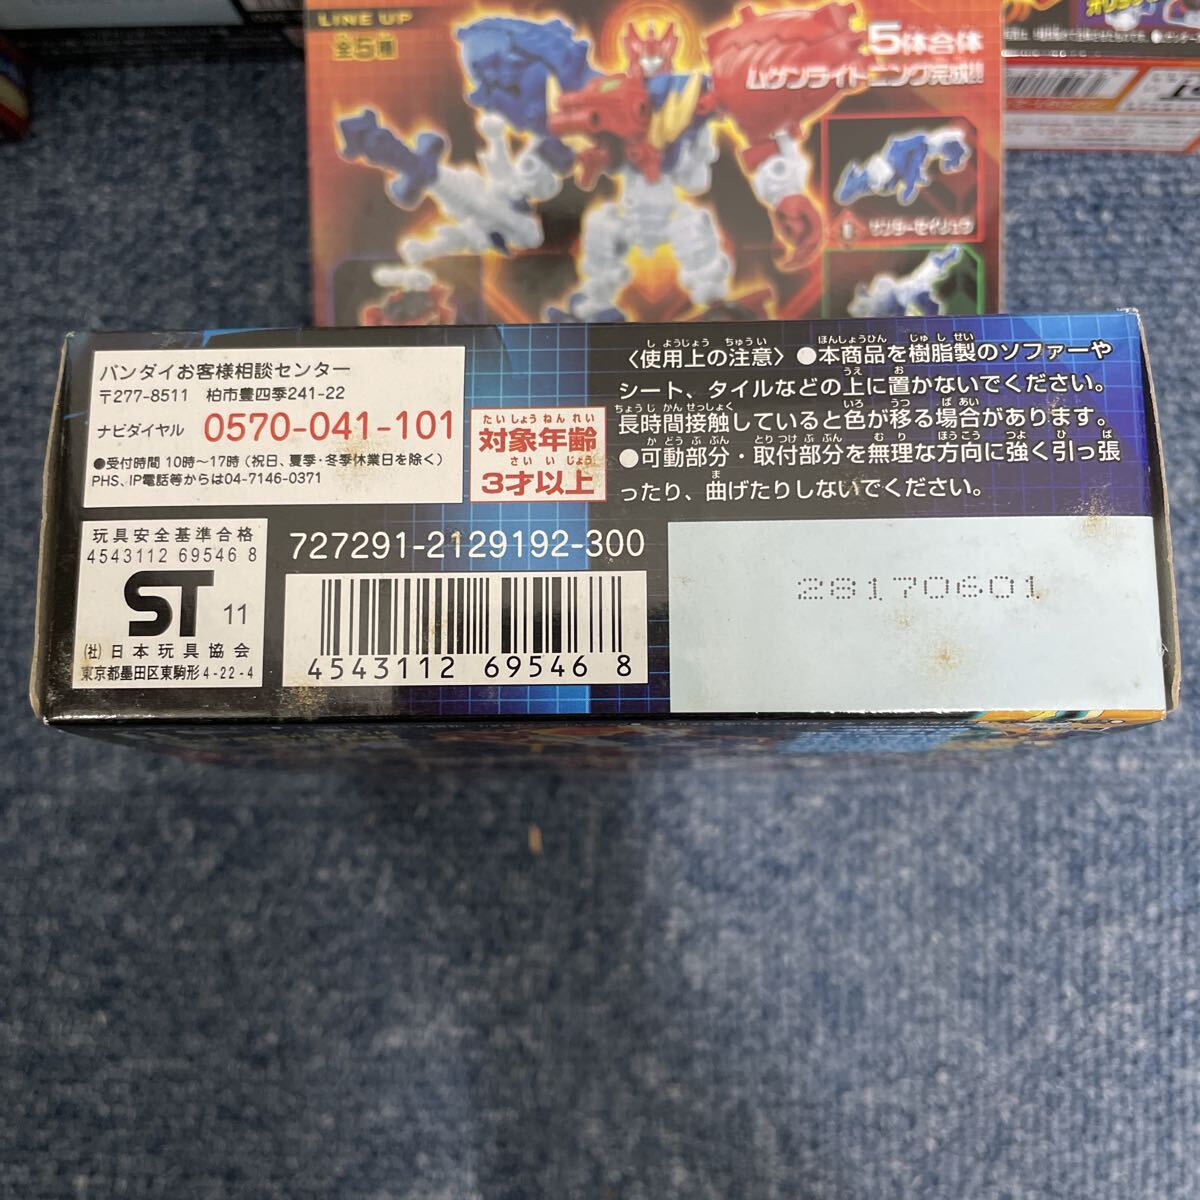 LINE UP
全5種
5体合体
ムゲンライトニング完成!!
サンダーセイリュウ
バンダイお客様相談センター
〒277-8511 柏市豊四季241-22
ナビダイヤル 0570-041-101
●受付時間 10時〜17時 (祝日、夏季・冬季休業日を除く)
PHS、IP電話等からは04-7146-0371
たいしょうねんれい
対象年齢
さいいじょう
3才以上
しようじょう ちゅうい ほんしょうひん じゅしせい
〈使用上の注意〉 ●本商品を樹脂製のソファーや
うえ お
シート、タイルなどの上に置かないでください。
ちょうじかんせっしょく いろ うつ ばあい
長時間接触していると色が移る場合があります。
かどうぶぶん とりつけぶぶん むり ほうこう つよ ひ ぱ
●可動部分・取付部分を無理な方向に強く引っ張
ま
ったり、曲げたりしないでください。
玩具安全基準合格
4543112 69546 8
ST 11
(社) 日本玩具協会
東京都墨田区東駒形4-22-4
727291-2129192-300
4543112 695468
28170601